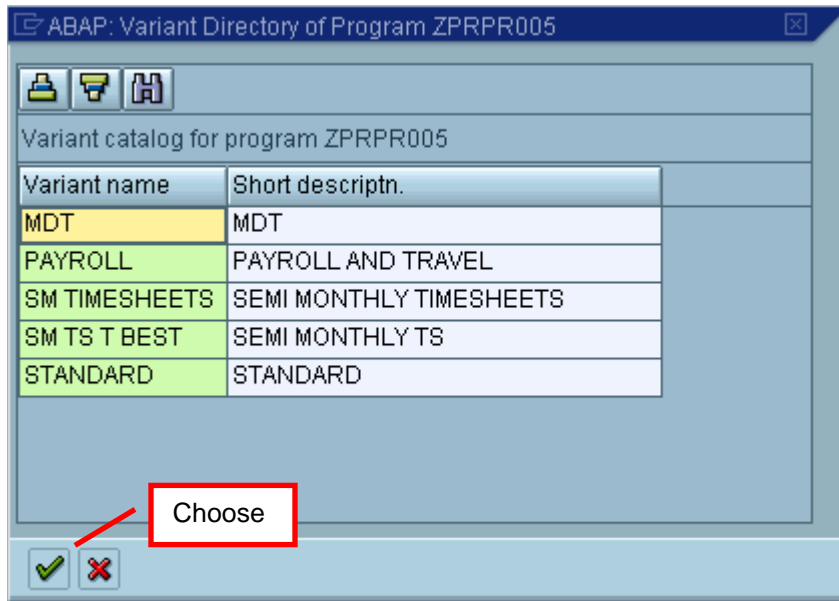 ABAP: Variant Directory of Program ZPRPR005
Variant catalog for program ZPRPR005
Variant name Short descriptn.
MDT MDT
PAYROLL PAYROLL AND TRAVEL
SM TIMESHEETS SEMI MONTHLY TIMESHEETS
SM TS T BEST SEMI MONTHLY TS
STANDARD STANDARD
Choose